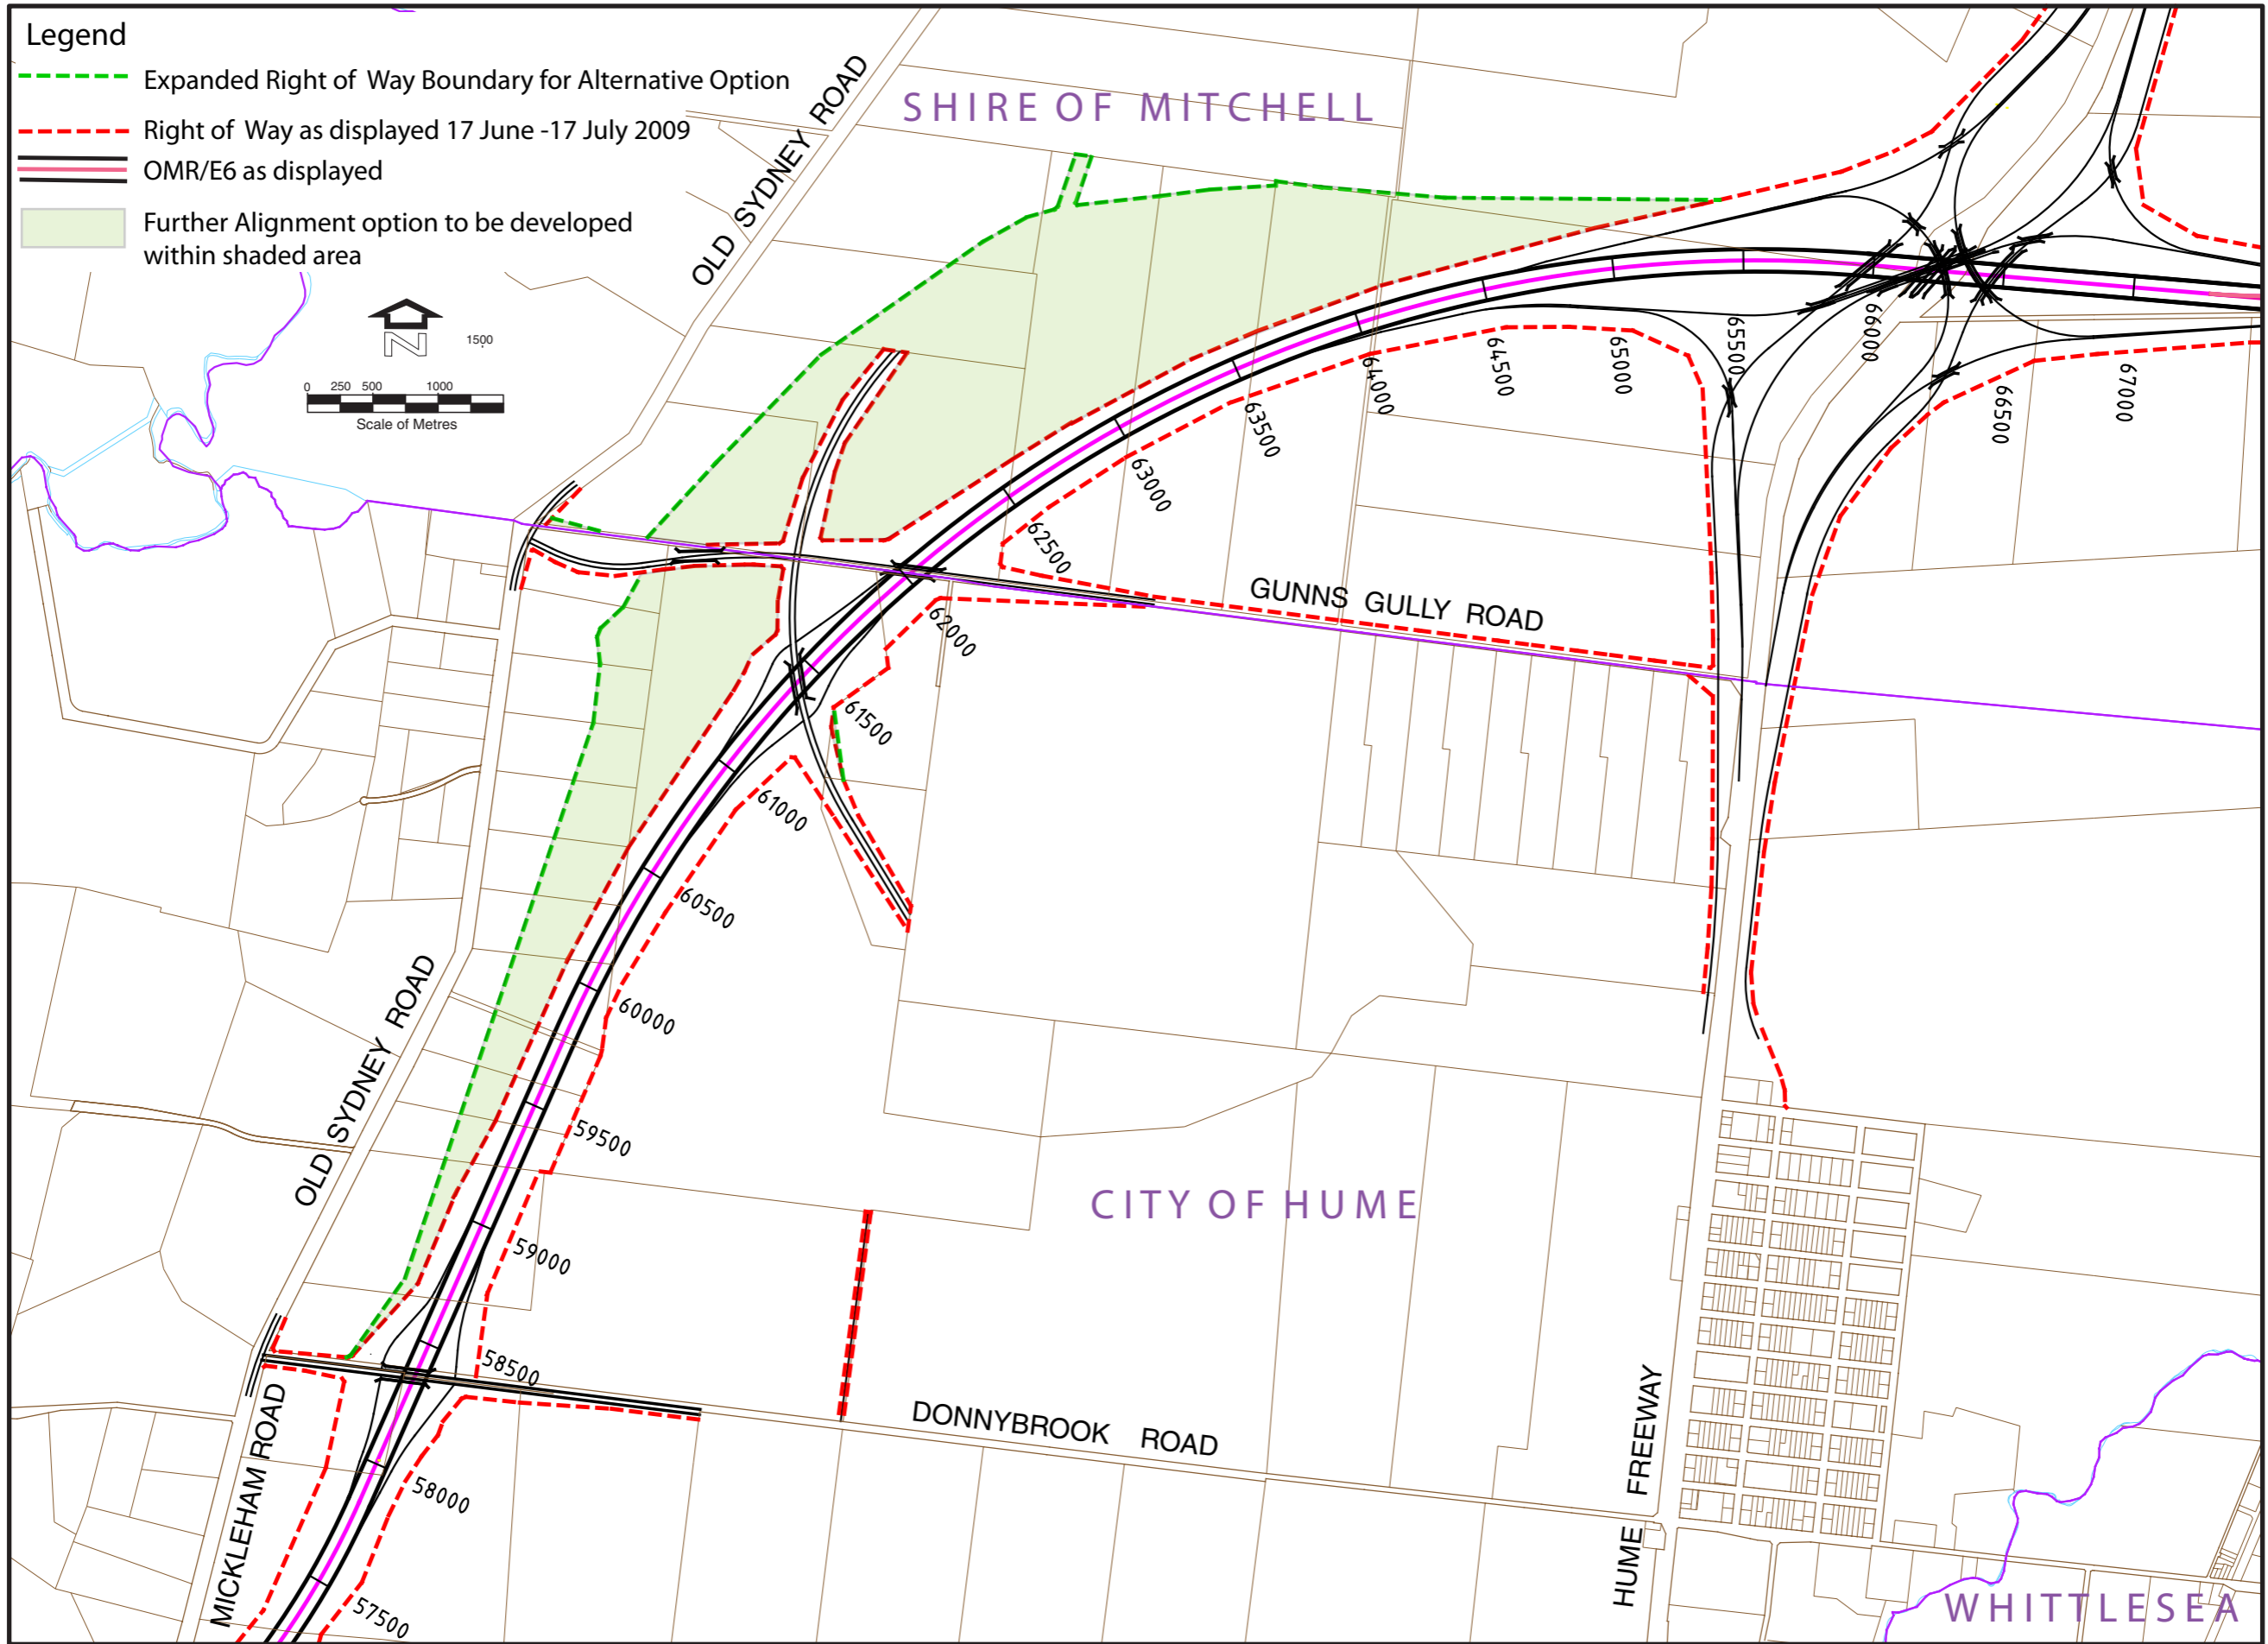 Legend
Expanded Right of Way Boundary for Alternative Option
Right of Way as displayed 17 June -17 July 2009
OMR/E6 as displayed
Further Alignment option to be developed
within shaded area
N
1500
0 250 500 1000
Scale of Metres
OLD SYDNEY ROAD
SHIRE OF MITCHELL
65500
66000
64000
64500
65000
66500
67000
63500
63000
62500
GUNNS GULLY ROAD
62000
61500
61000
60500
60000
OLD SYDNEY ROAD
59500
CITY OF HUME
59000
58500
DONNYBROOK ROAD
MICKLEHAM ROAD
58000
57500
HUME FREEWAY
WHITTLESEA